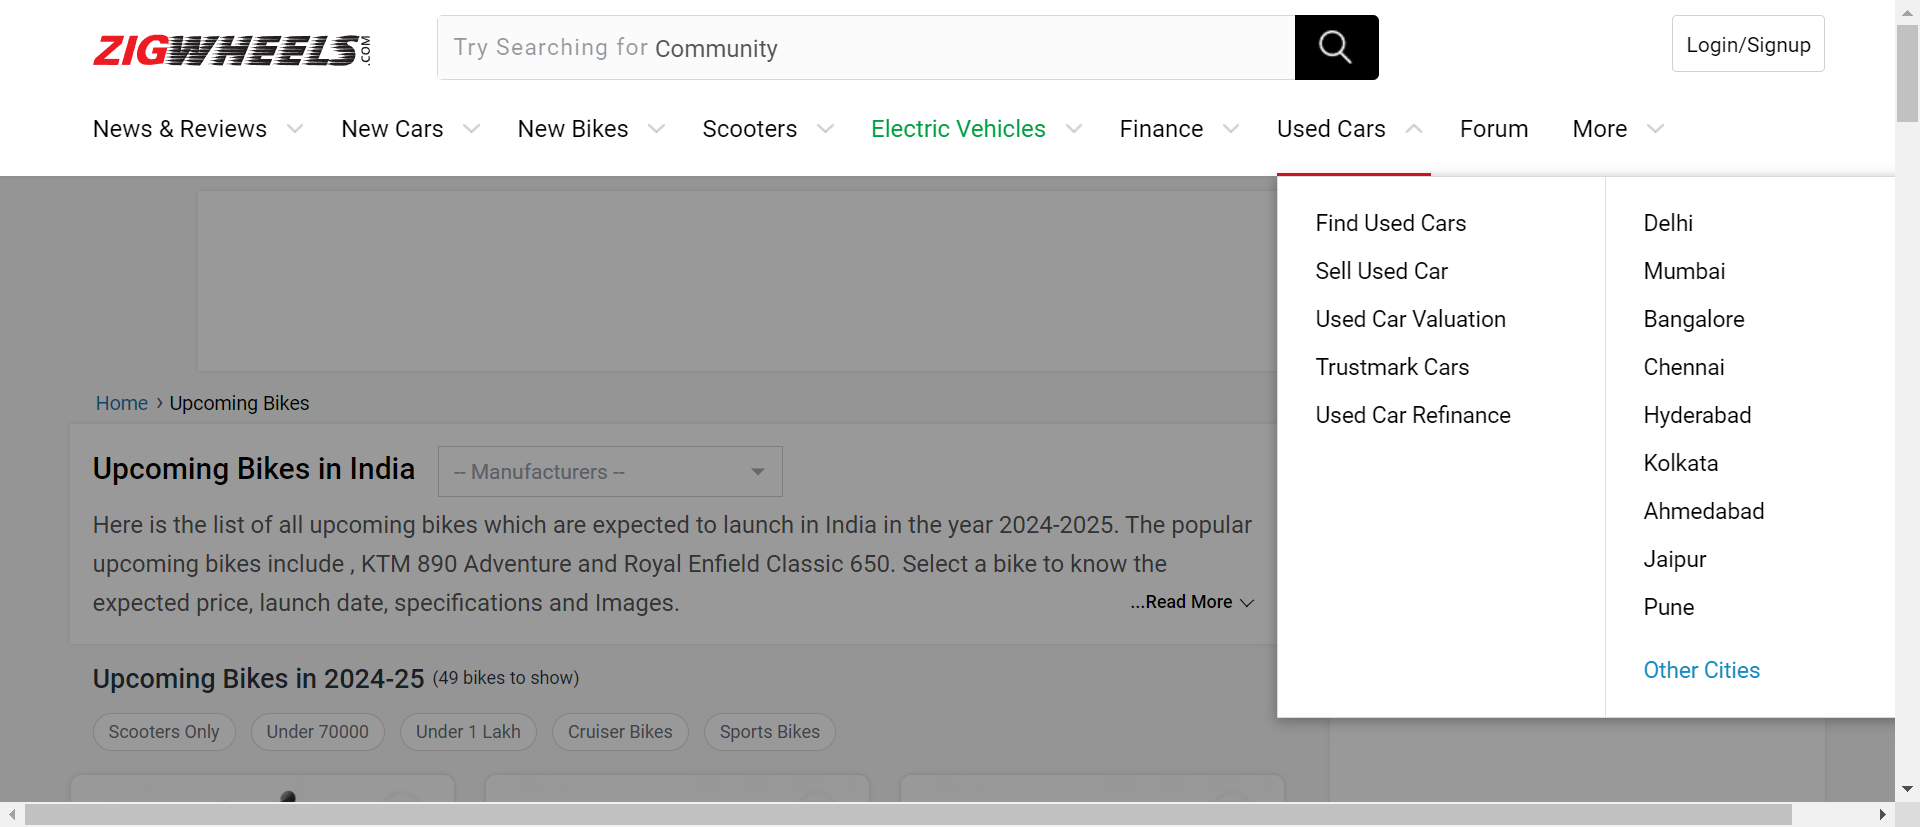 ZIGWHEELS.COM
Try Searching for Community
Login/Signup
News & Reviews
New Cars
New Bikes
Scooters
Electric Vehicles
Finance
Used Cars
Forum
More
Find Used Cars
Sell Used Car
Used Car Valuation
Trustmark Cars
Used Car Refinance
Delhi
Mumbai
Bangalore
Chennai
Hyderabad
Kolkata
Ahmedabad
Jaipur
Pune
Other Cities
Home › Upcoming Bikes
Upcoming Bikes in India
-- Manufacturers --
Here is the list of all upcoming bikes which are expected to launch in India in the year 2024-2025. The popular
upcoming bikes include , KTM 890 Adventure and Royal Enfield Classic 650. Select a bike to know the
expected price, launch date, specifications and Images.
...Read More
Upcoming Bikes in 2024-25 (49 bikes to show)
Scooters Only
Under 70000
Under 1 Lakh
Cruiser Bikes
Sports Bikes